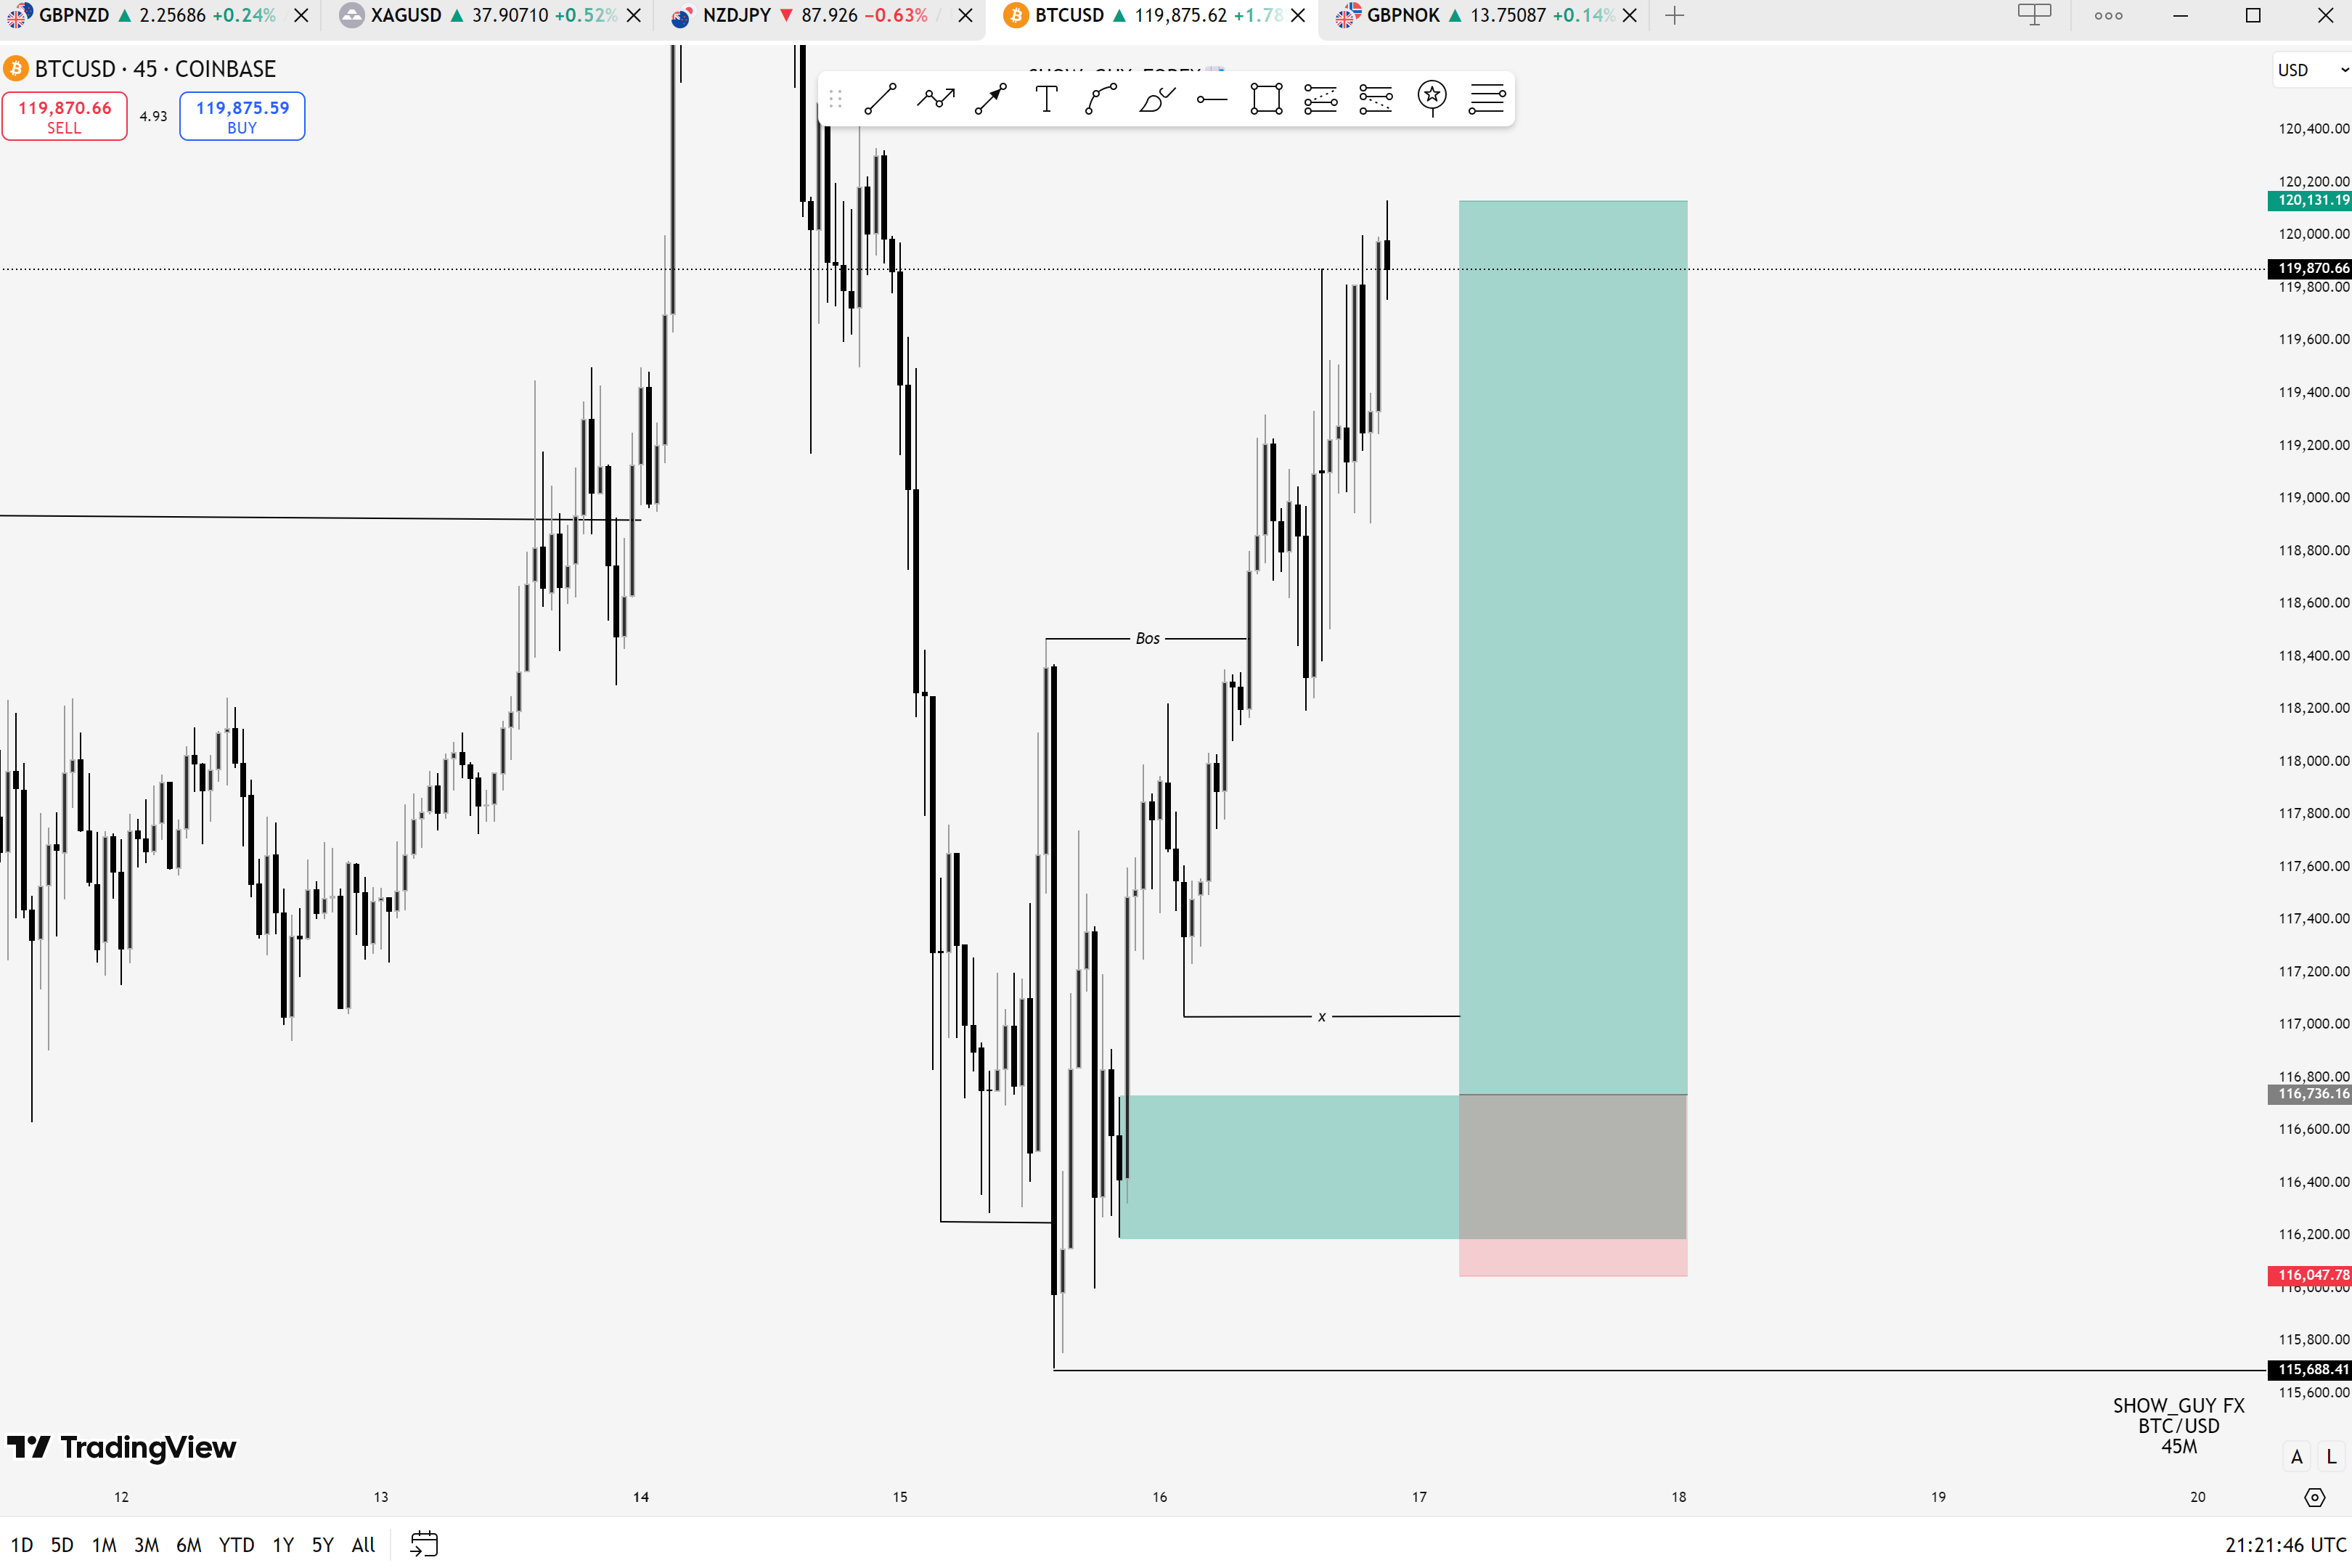 GBPNZD ▲ 2.25686 +0.24%
XAGUSD ▲ 37.90710 +0.52%
NZDJPY ▼ 87.926 −0.63%
BTCUSD ▲ 119,875.62 +1.78
GBPNOK ▲ 13.75087 +0.14%
BTCUSD · 45 · COINBASE
119,870.66
SELL
4.93
119,875.59
BUY
USD
120,400.00
120,200.00
120,131.19
120,000.00
119,870.66
119,800.00
119,600.00
119,400.00
119,200.00
119,000.00
118,800.00
118,600.00
Bos
118,400.00
118,200.00
118,000.00
117,800.00
117,600.00
117,400.00
117,200.00
x
117,000.00
116,800.00
116,736.16
116,600.00
116,400.00
116,200.00
116,047.78
116,000.00
115,800.00
115,688.41
115,600.00
SHOW_GUY FX
BTC/USD
45M
TradingView
A L
12 13 14 15 16 17 18 19 20
1D 5D 1M 3M 6M YTD 1Y 5Y All
21:21:46 UTC